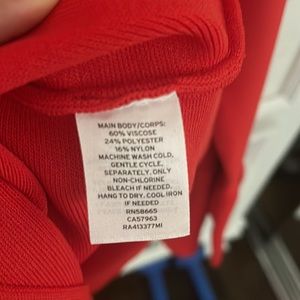 MAIN BODY/CORPS:
60% VISCOSE
24% POLYESTER
16% NYLON
MACHINE WASH COLD,
GENTLE CYCLE,
SEPARATELY. ONLY
NON-CHLORINE
BLEACH IF NEEDED.
HANG TO DRY. COOL IRON
IF NEEDED
RN58665
CA57963
RA413377MI